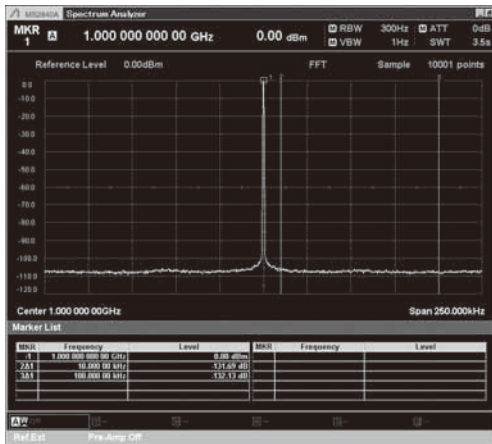 MS2840A Spectrum Analyzer
MKR 1 A 1.000 000 000 00 GHz 0.00 dBm
RBW 300Hz ATT 0dB
VBW 1Hz SWT 3.5s
Reference Level 0.00dBm FFT Sample 10001 points
0.0
-10.0
-20.0
-30.0
-40.0
-50.0
-60.0
-70.0
-80.0
-90.0
-100.0
-110.0
-120.0
Center 1.000 000 00GHz Span 250.000kHz
Marker List
MKR Frequency Level MKR Frequency Level
1 1.000 000 000 00 GHz 0.00 dBm
2Δ1 10.000 00 kHz -131.69 dB
3Δ1 100.000 00 kHz -132.13 dB
Ref.Ext Pre-Amp Off